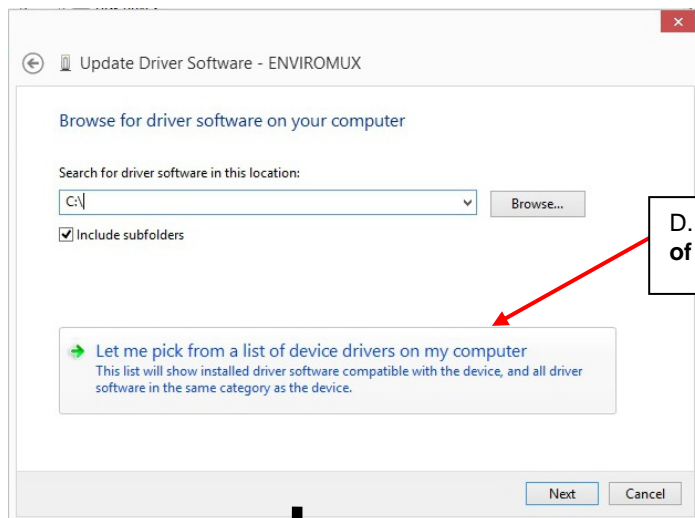 Update Driver Software - ENVIROMUX
Browse for driver software on your computer
Search for driver software in this location:
C:\
Browse...
Include subfolders
D.
of
Let me pick from a list of device drivers on my computer
This list will show installed driver software compatible with the device, and all driver
software in the same category as the device.
Next
Cancel